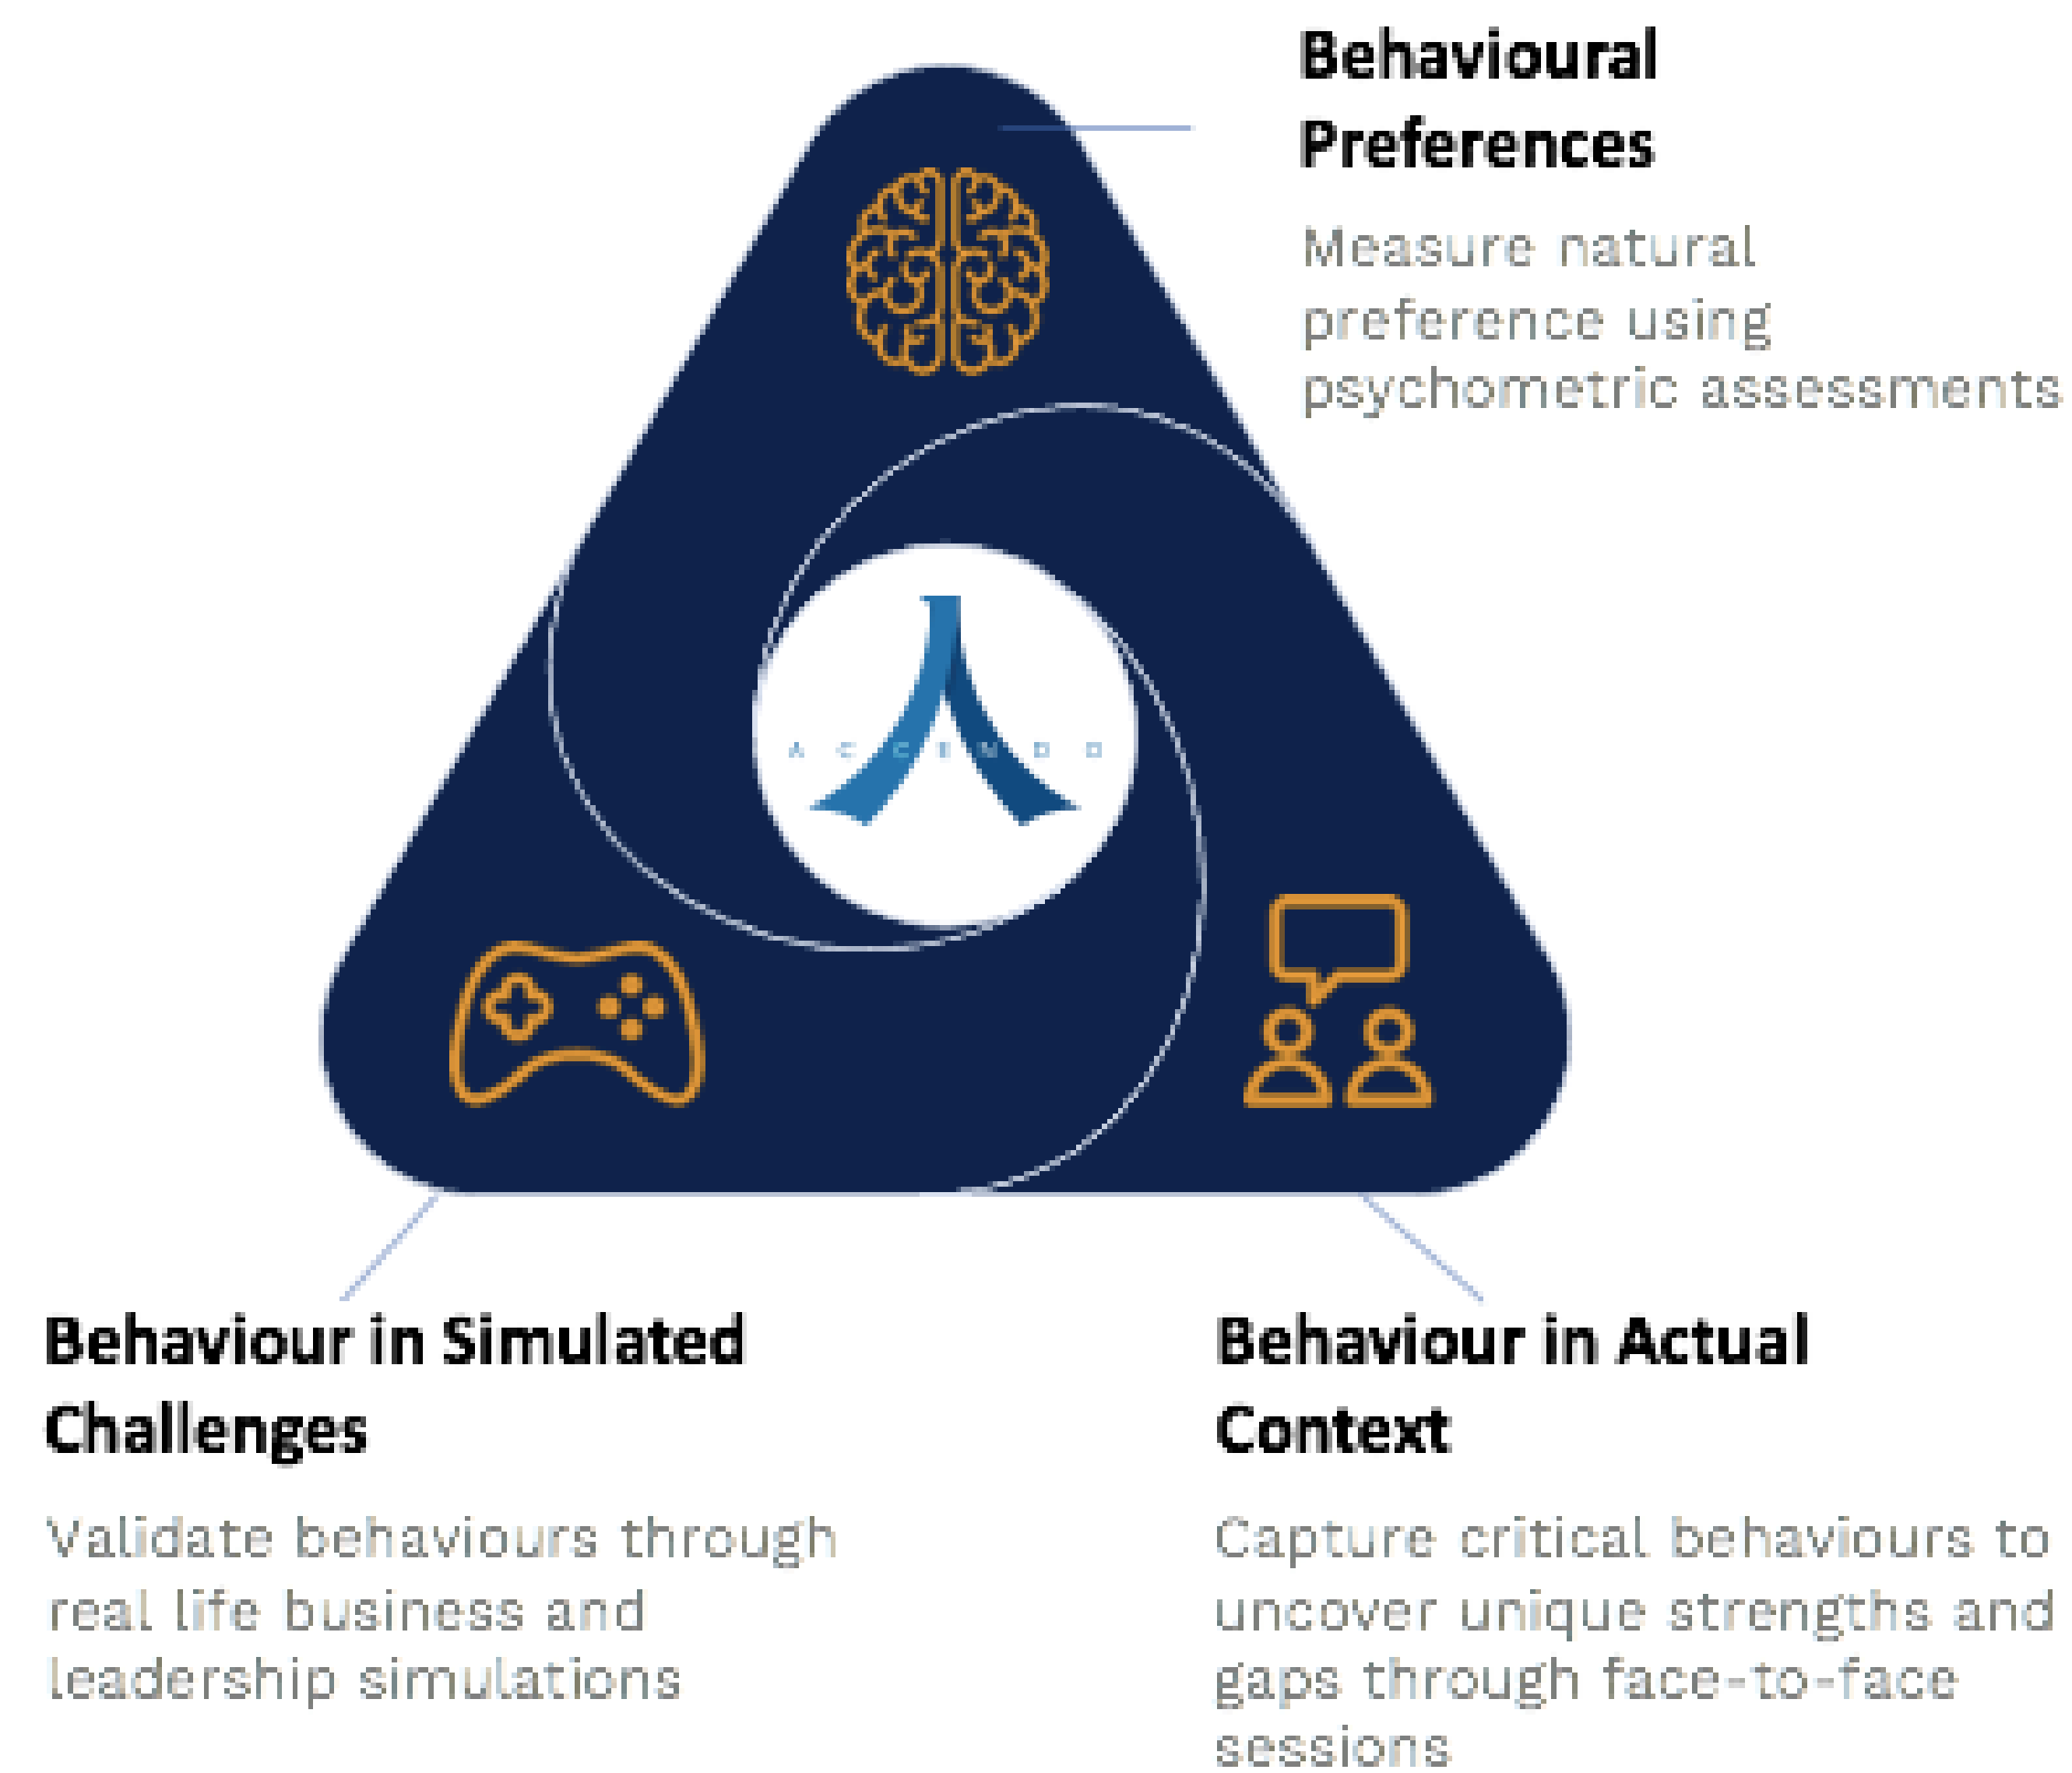 Behavioural
Preferences
Measure natural
preference using
psychometric assessments
A C C E N D O
Behaviour in Simulated
Challenges
Validate behaviours through
real life business and
leadership simulations
Behaviour in Actual
Context
Capture critical behaviours to
uncover unique strengths and
gaps through face-to-face
sessions